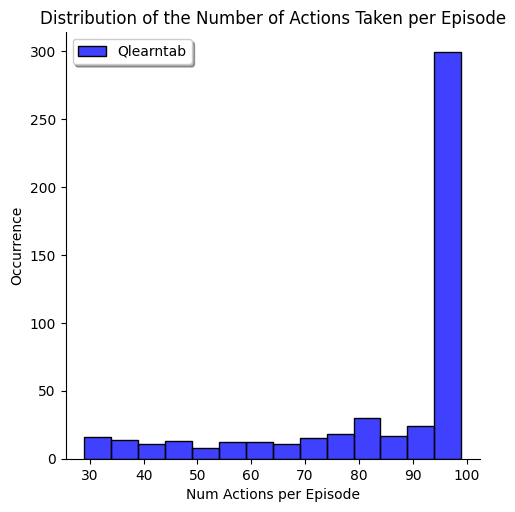 Distribution of the Number of Actions Taken per Episode
Qlearntab
300
250
200
150
100
50
0
Occurrence
30 40 50 60 70 80 90 100
Num Actions per Episode